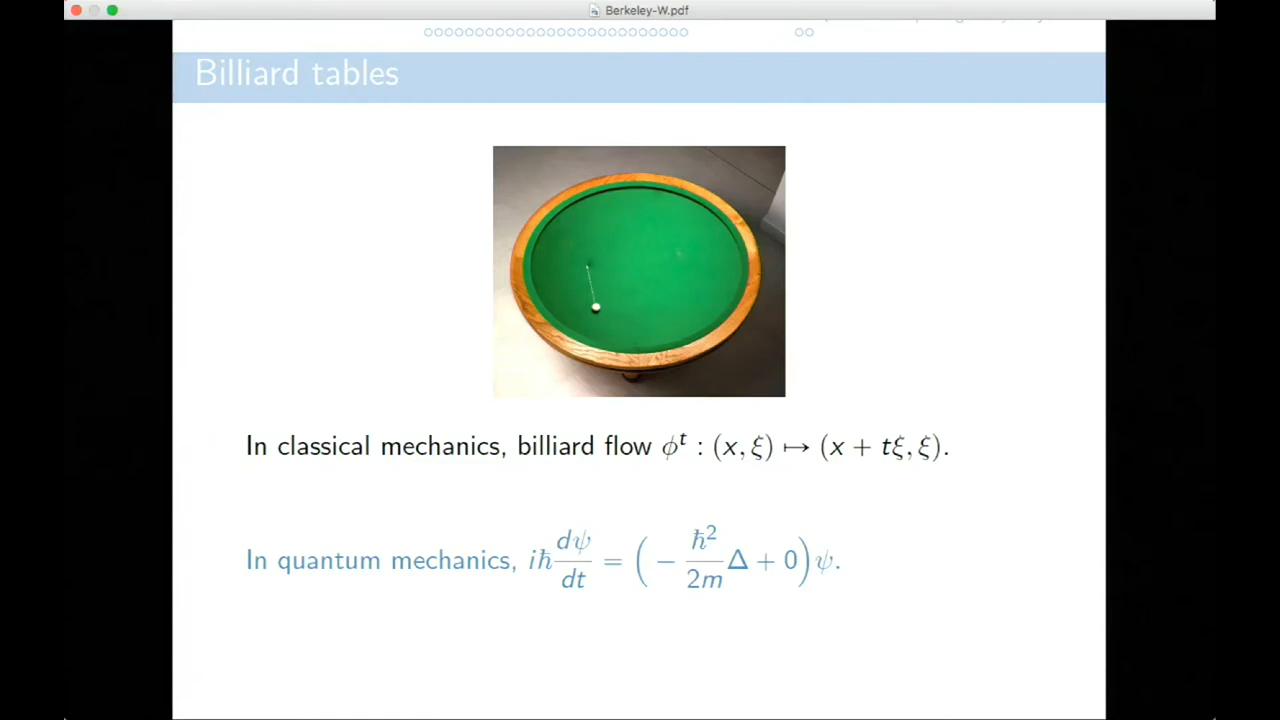 Berkeley-W.pdf
Billiard tables
In classical mechanics, billiard flow ϕᵗ : (x, ξ) ↦ (x + tξ, ξ).
In quantum mechanics, iħ dψ/dt = ( − ħ²/2m Δ + 0 ) ψ.